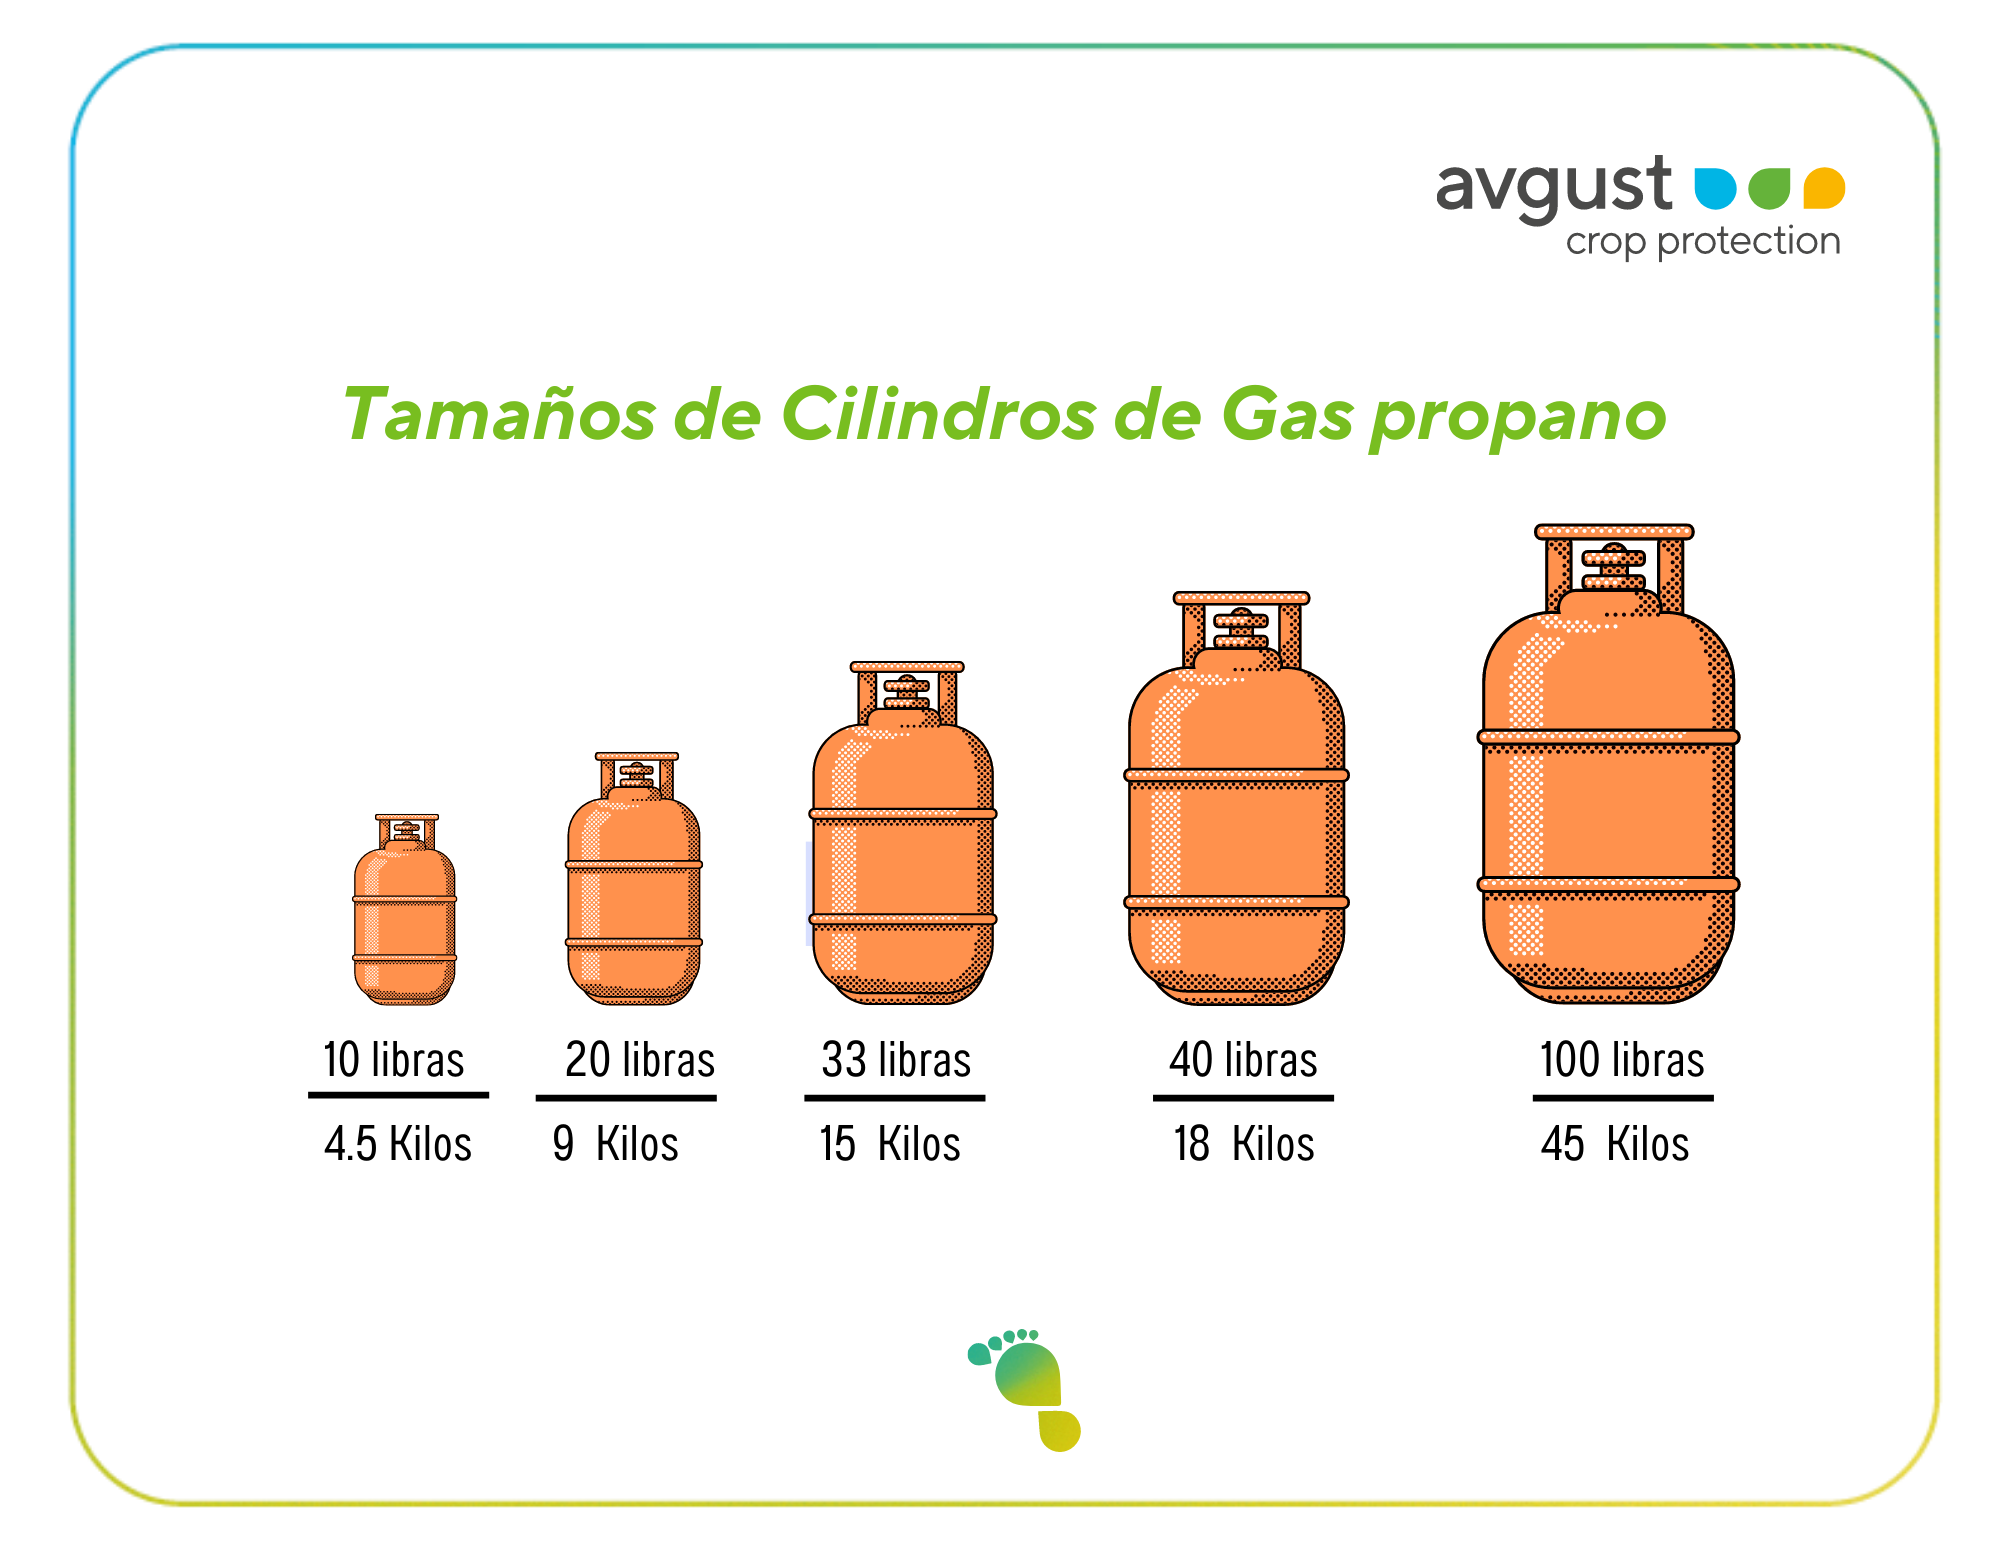 avgust
crop protection
Tamaños de Cilindros de Gas propano
10 libras
4.5 Kilos
20 libras
9 Kilos
33 libras
15 Kilos
40 libras
18 Kilos
100 libras
45 Kilos